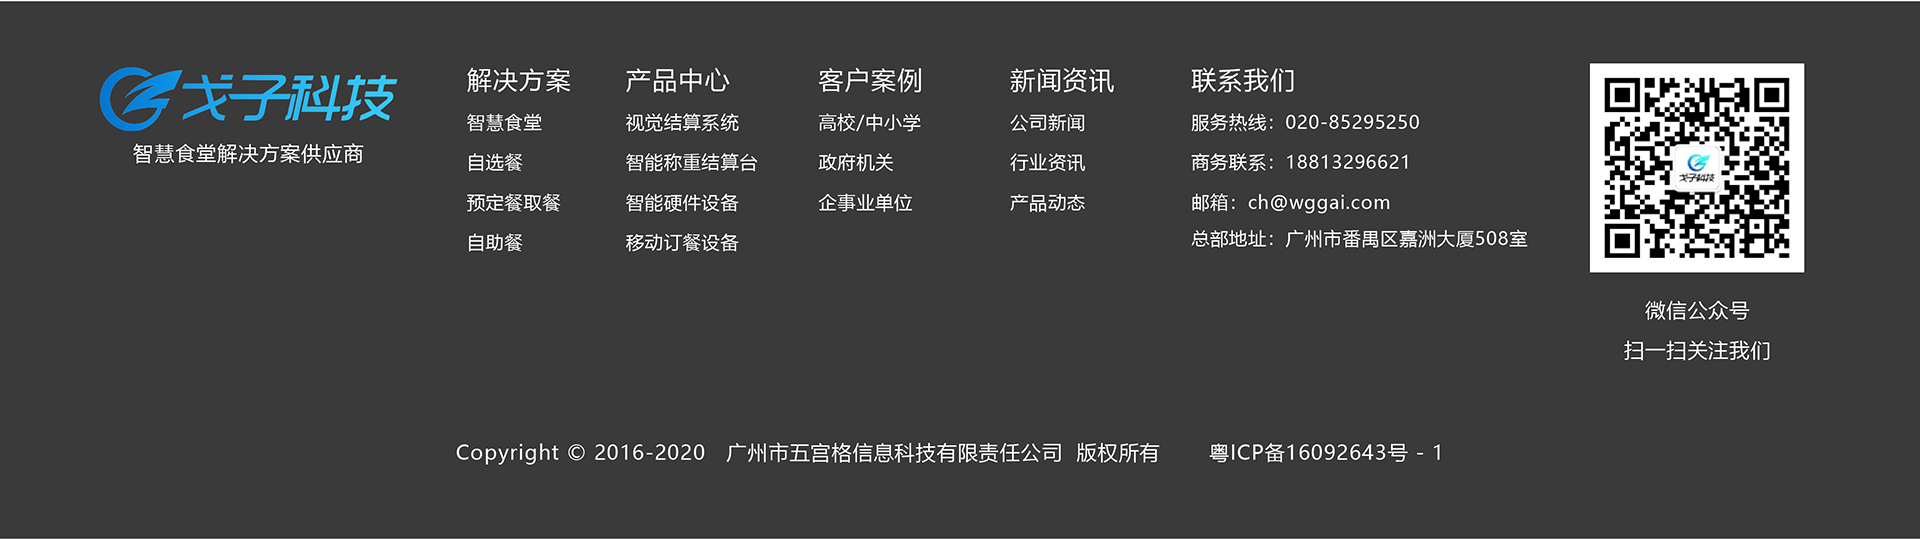 戈子科技
智慧食堂解决方案供应商
解决方案
智慧食堂
自选餐
预定餐取餐
自助餐
产品中心
视觉结算系统
智能称重结算台
智能硬件设备
移动订餐设备
客户案例
高校/中小学
政府机关
企事业单位
新闻资讯
公司新闻
行业资讯
产品动态
联系我们
服务热线：020-85295250
商务联系：18813296621
邮箱：ch@wggai.com
总部地址：广州市番禺区嘉洲大厦508室
戈子科技
微信公众号
扫一扫关注我们
Copyright © 2016-2020 广州市五宫格信息科技有限责任公司 版权所有 粤ICP备16092643号 - 1